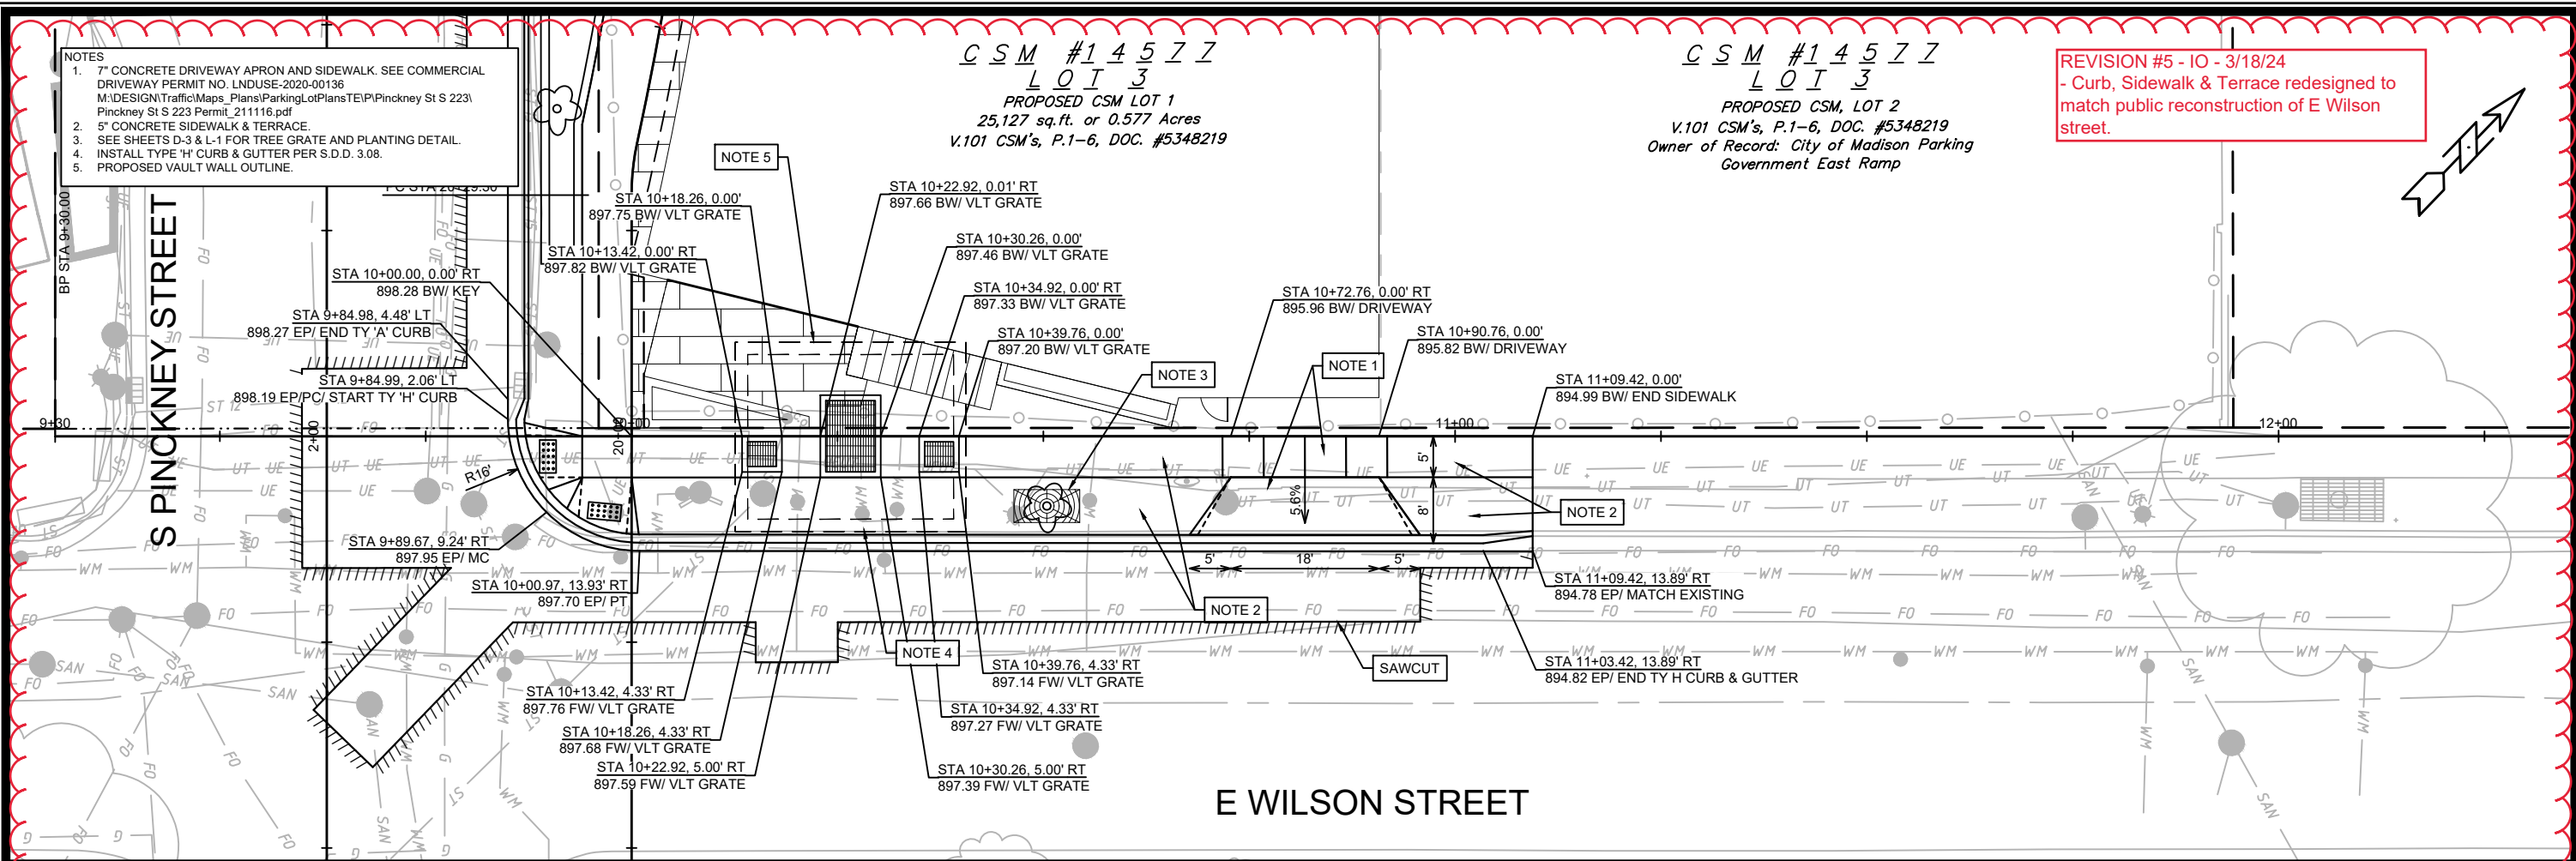 NOTES
1. 7" CONCRETE DRIVEWAY APRON AND SIDEWALK. SEE COMMERCIAL
DRIVEWAY PERMIT NO. LNDUSE-2020-00136
M:\DESIGN\Traffic\Maps_Plans\ParkingLotPlansTE\P\Pinckney St S 223\
Pinckney St S 223 Permit_211116.pdf
2. 5" CONCRETE SIDEWALK & TERRACE.
3. SEE SHEETS D-3 & L-1 FOR TREE GRATE AND PLANTING DETAIL.
4. INSTALL TYPE 'H' CURB & GUTTER PER S.D.D. 3.08.
5. PROPOSED VAULT WALL OUTLINE.
CSM #14577
LOT 3
PROPOSED CSM LOT 1
25,127 sq.ft. or 0.577 Acres
V.101 CSM's, P.1-6, DOC. #5348219
CSM #14577
LOT 3
PROPOSED CSM, LOT 2
V.101 CSM's, P.1-6, DOC. #5348219
Owner of Record: City of Madison Parking
Government East Ramp
REVISION #5 - IO - 3/18/24
- Curb, Sidewalk & Terrace redesigned to
match public reconstruction of E Wilson
street.
S PINCKNEY STREET
BP STA 9+30.00
NOTE 5
STA 10+18.26, 0.00'
897.75 BW/ VLT GRATE
STA 10+22.92, 0.01' RT
897.66 BW/ VLT GRATE
STA 10+13.42, 0.00' RT
897.82 BW/ VLT GRATE
STA 10+30.26, 0.00'
897.46 BW/ VLT GRATE
STA 10+00.00, 0.00' RT
898.28 BW/ KEY
STA 10+34.92, 0.00' RT
897.33 BW/ VLT GRATE
STA 10+72.76, 0.00' RT
895.96 BW/ DRIVEWAY
STA 9+84.98, 4.48' LT
898.27 EP/ END TY 'A' CURB
STA 10+39.76, 0.00'
897.20 BW/ VLT GRATE
STA 10+90.76, 0.00'
895.82 BW/ DRIVEWAY
NOTE 3
NOTE 1
STA 9+84.99, 2.06' LT
898.19 EP/PC/ START TY 'H' CURB
STA 11+09.42, 0.00'
894.99 BW/ END SIDEWALK
9+30
2+00
20+00
10+00
11+00
12+00
R16'
5'
8'
5.6%
NOTE 2
STA 9+89.67, 9.24' RT
897.95 EP/ MC
5'
18'
5'
STA 10+00.97, 13.93' RT
897.70 EP/ PT
STA 11+09.42, 13.89' RT
894.78 EP/ MATCH EXISTING
NOTE 2
NOTE 4
SAWCUT
STA 10+39.76, 4.33' RT
897.14 FW/ VLT GRATE
STA 11+03.42, 13.89' RT
894.82 EP/ END TY H CURB & GUTTER
STA 10+13.42, 4.33' RT
897.76 FW/ VLT GRATE
STA 10+34.92, 4.33' RT
897.27 FW/ VLT GRATE
STA 10+18.26, 4.33' RT
897.68 FW/ VLT GRATE
STA 10+22.92, 5.00' RT
897.59 FW/ VLT GRATE
STA 10+30.26, 5.00' RT
897.39 FW/ VLT GRATE
E WILSON STREET